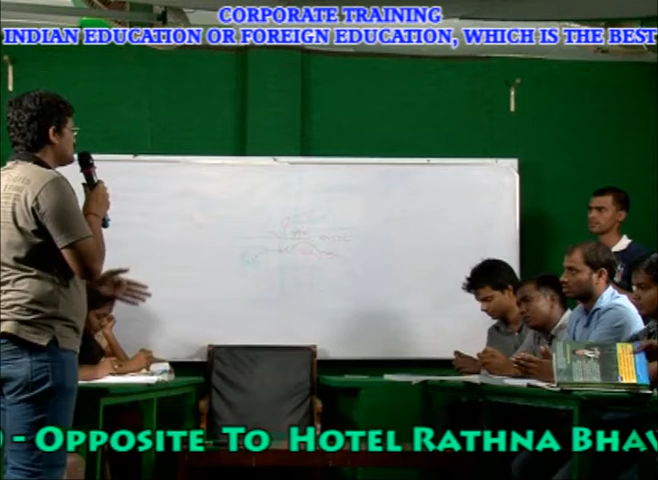 CORPORATE TRAINING
INDIAN EDUCATION OR FOREIGN EDUCATION, WHICH IS THE BEST
- OPPOSITE TO HOTEL RATHNA BHAV